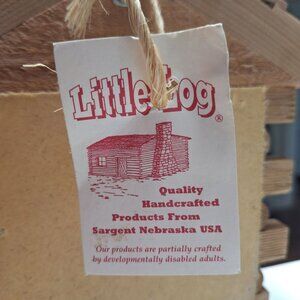 Little Log ®
Quality
Handcrafted
Products From
Sargent Nebraska USA
Our products are partially crafted
by developmentally disabled adults.